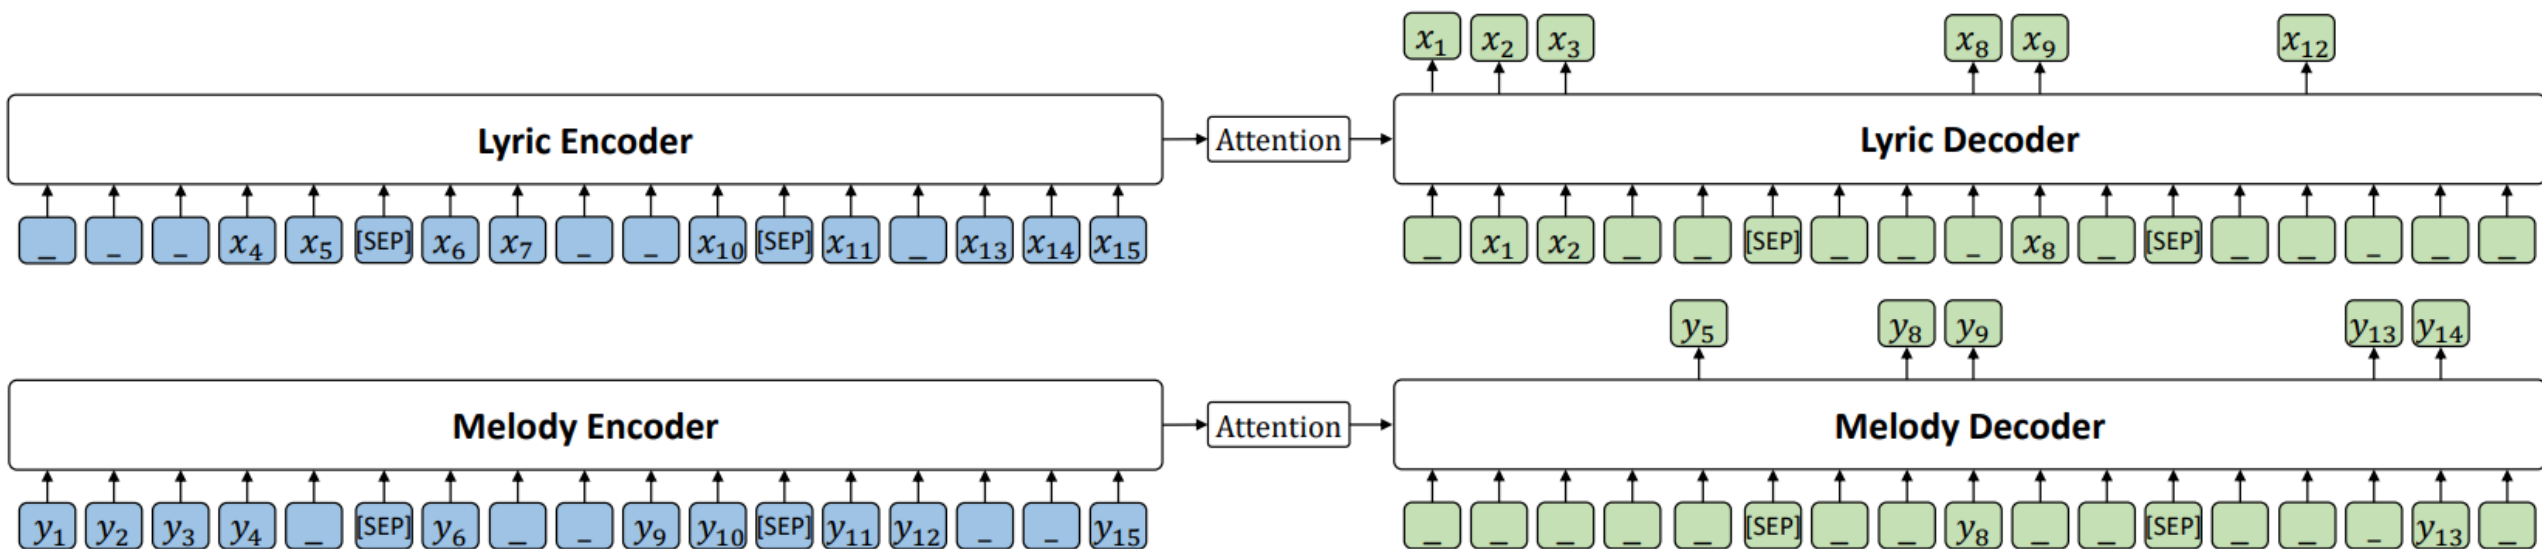 x1 x2 x3 x8 x9 x12
Lyric Encoder Attention Lyric Decoder
_ _ _ x4 x5 [SEP] x6 x7 _ _ x10 [SEP] x11 _ x13 x14 x15 _ x1 x2 _ _ [SEP] _ _ _ x8 _ [SEP] _ _ _ _ _
y5 y8 y9 y13 y14
Melody Encoder Attention Melody Decoder
y1 y2 y3 y4 _ [SEP] y6 _ _ y9 y10 [SEP] y11 y12 _ _ y15 _ _ _ _ _ [SEP] _ _ y8 _ _ [SEP] _ _ _ y13 _